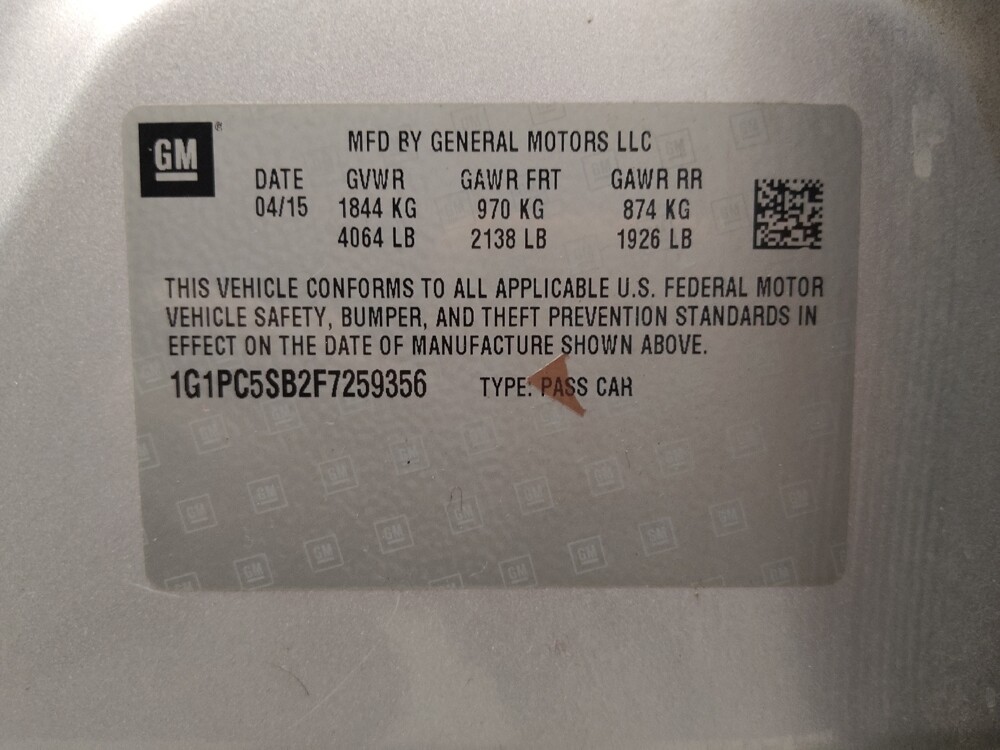 GM
MFD BY GENERAL MOTORS LLC
DATE GVWR GAWR FRT GAWR RR
04/15 1844 KG 970 KG 874 KG
4064 LB 2138 LB 1926 LB
THIS VEHICLE CONFORMS TO ALL APPLICABLE U.S. FEDERAL MOTOR
VEHICLE SAFETY, BUMPER, AND THEFT PREVENTION STANDARDS IN
EFFECT ON THE DATE OF MANUFACTURE SHOWN ABOVE.
1G1PC5SB2F7259356 TYPE: PASS CAR